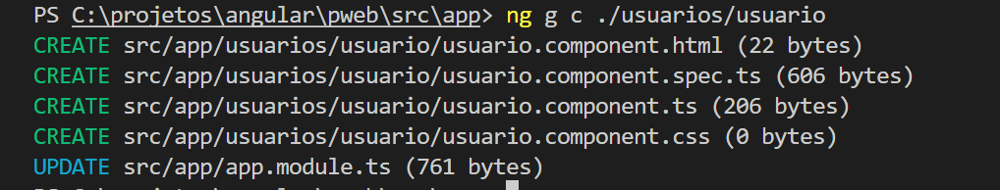 PS C:\projetos\angular\pweb\src\app> ng g c ./usuarios/usuario
CREATE src/app/usuarios/usuario/usuario.component.html (22 bytes)
CREATE src/app/usuarios/usuario/usuario.component.spec.ts (606 bytes)
CREATE src/app/usuarios/usuario/usuario.component.ts (206 bytes)
CREATE src/app/usuarios/usuario/usuario.component.css (0 bytes)
UPDATE src/app/app.module.ts (761 bytes)